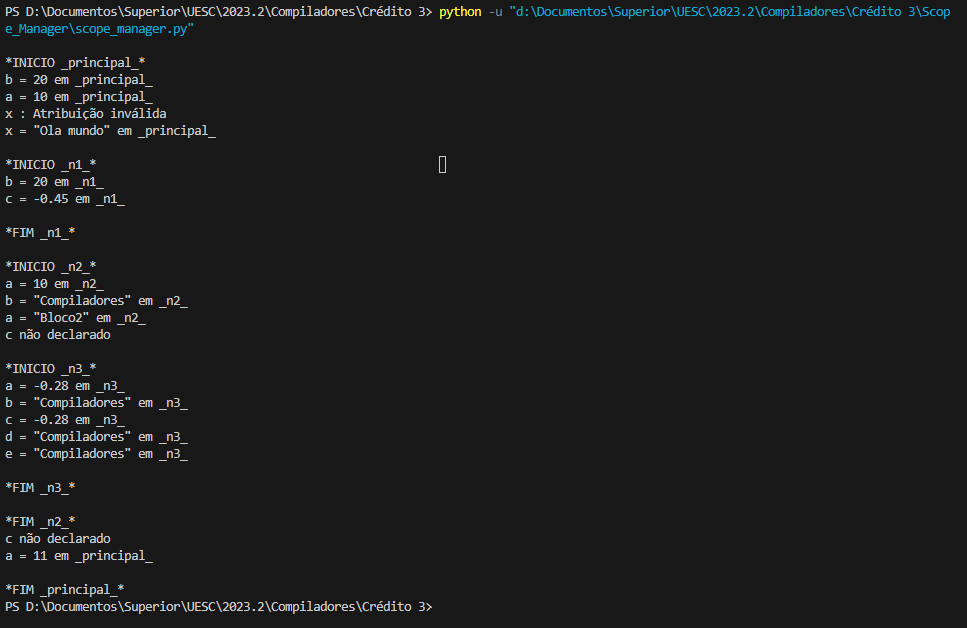 PS D:\Documentos\Superior\UESC\2023.2\Compiladores\Crédito 3> python -u "d:\Documentos\Superior\UESC\2023.2\Compiladores\Crédito 3\Scop
e_Manager\scope_manager.py"
*INICIO _principal_*
b = 20 em _principal_
a = 10 em _principal_
x : Atribuição inválida
x = "Ola mundo" em _principal_
*INICIO _n1_*
b = 20 em _n1_
c = -0.45 em _n1_
*FIM _n1_*
*INICIO _n2_*
a = 10 em _n2_
b = "Compiladores" em _n2_
a = "Bloco2" em _n2_
c não declarado
*INICIO _n3_*
a = -0.28 em _n3_
b = "Compiladores" em _n3_
c = -0.28 em _n3_
d = "Compiladores" em _n3_
e = "Compiladores" em _n3_
*FIM _n3_*
*FIM _n2_*
c não declarado
a = 11 em _principal_
*FIM _principal_*
PS D:\Documentos\Superior\UESC\2023.2\Compiladores\Crédito 3>